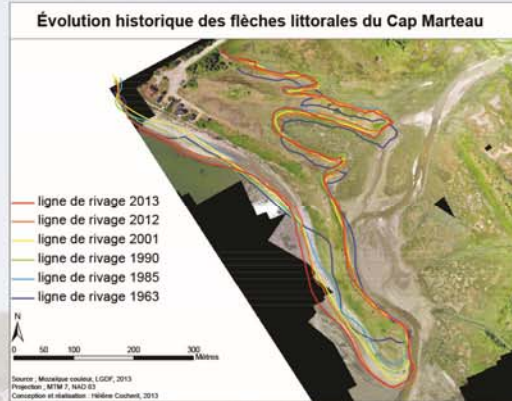 Évolution historique des flèches littorales du Cap Marteau
ligne de rivage 2013
ligne de rivage 2012
ligne de rivage 2001
ligne de rivage 1990
ligne de rivage 1985
ligne de rivage 1963
N
0 50 100 200 300
Mètres
Source : Mozaïque couleur, LGDF, 2013
Projection : MTM 7, NAD 83
Conception et réalisation : Hélène Cochard, 2013